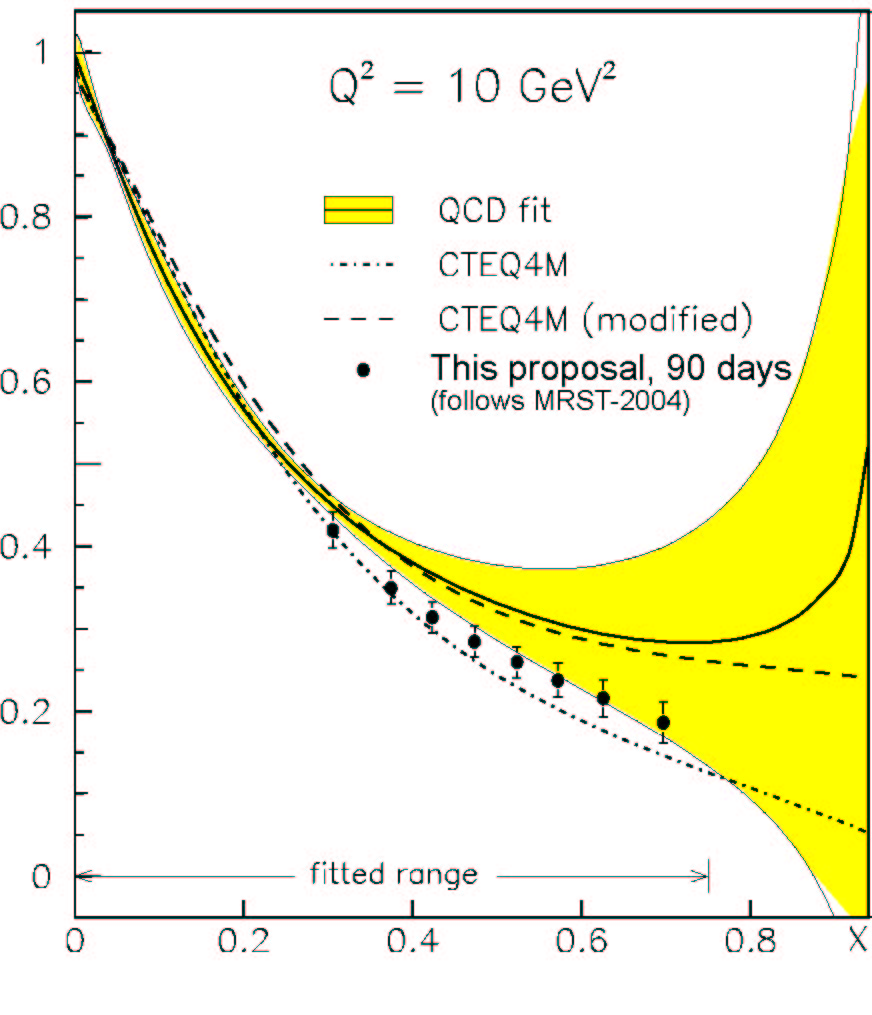 1
Q² = 10 GeV²
0.8
QCD fit
CTEQ4M
CTEQ4M (modified)
This proposal, 90 days
(follows MRST-2004)
0.6
0.4
0.2
0
fitted range
0 0.2 0.4 0.6 0.8 X